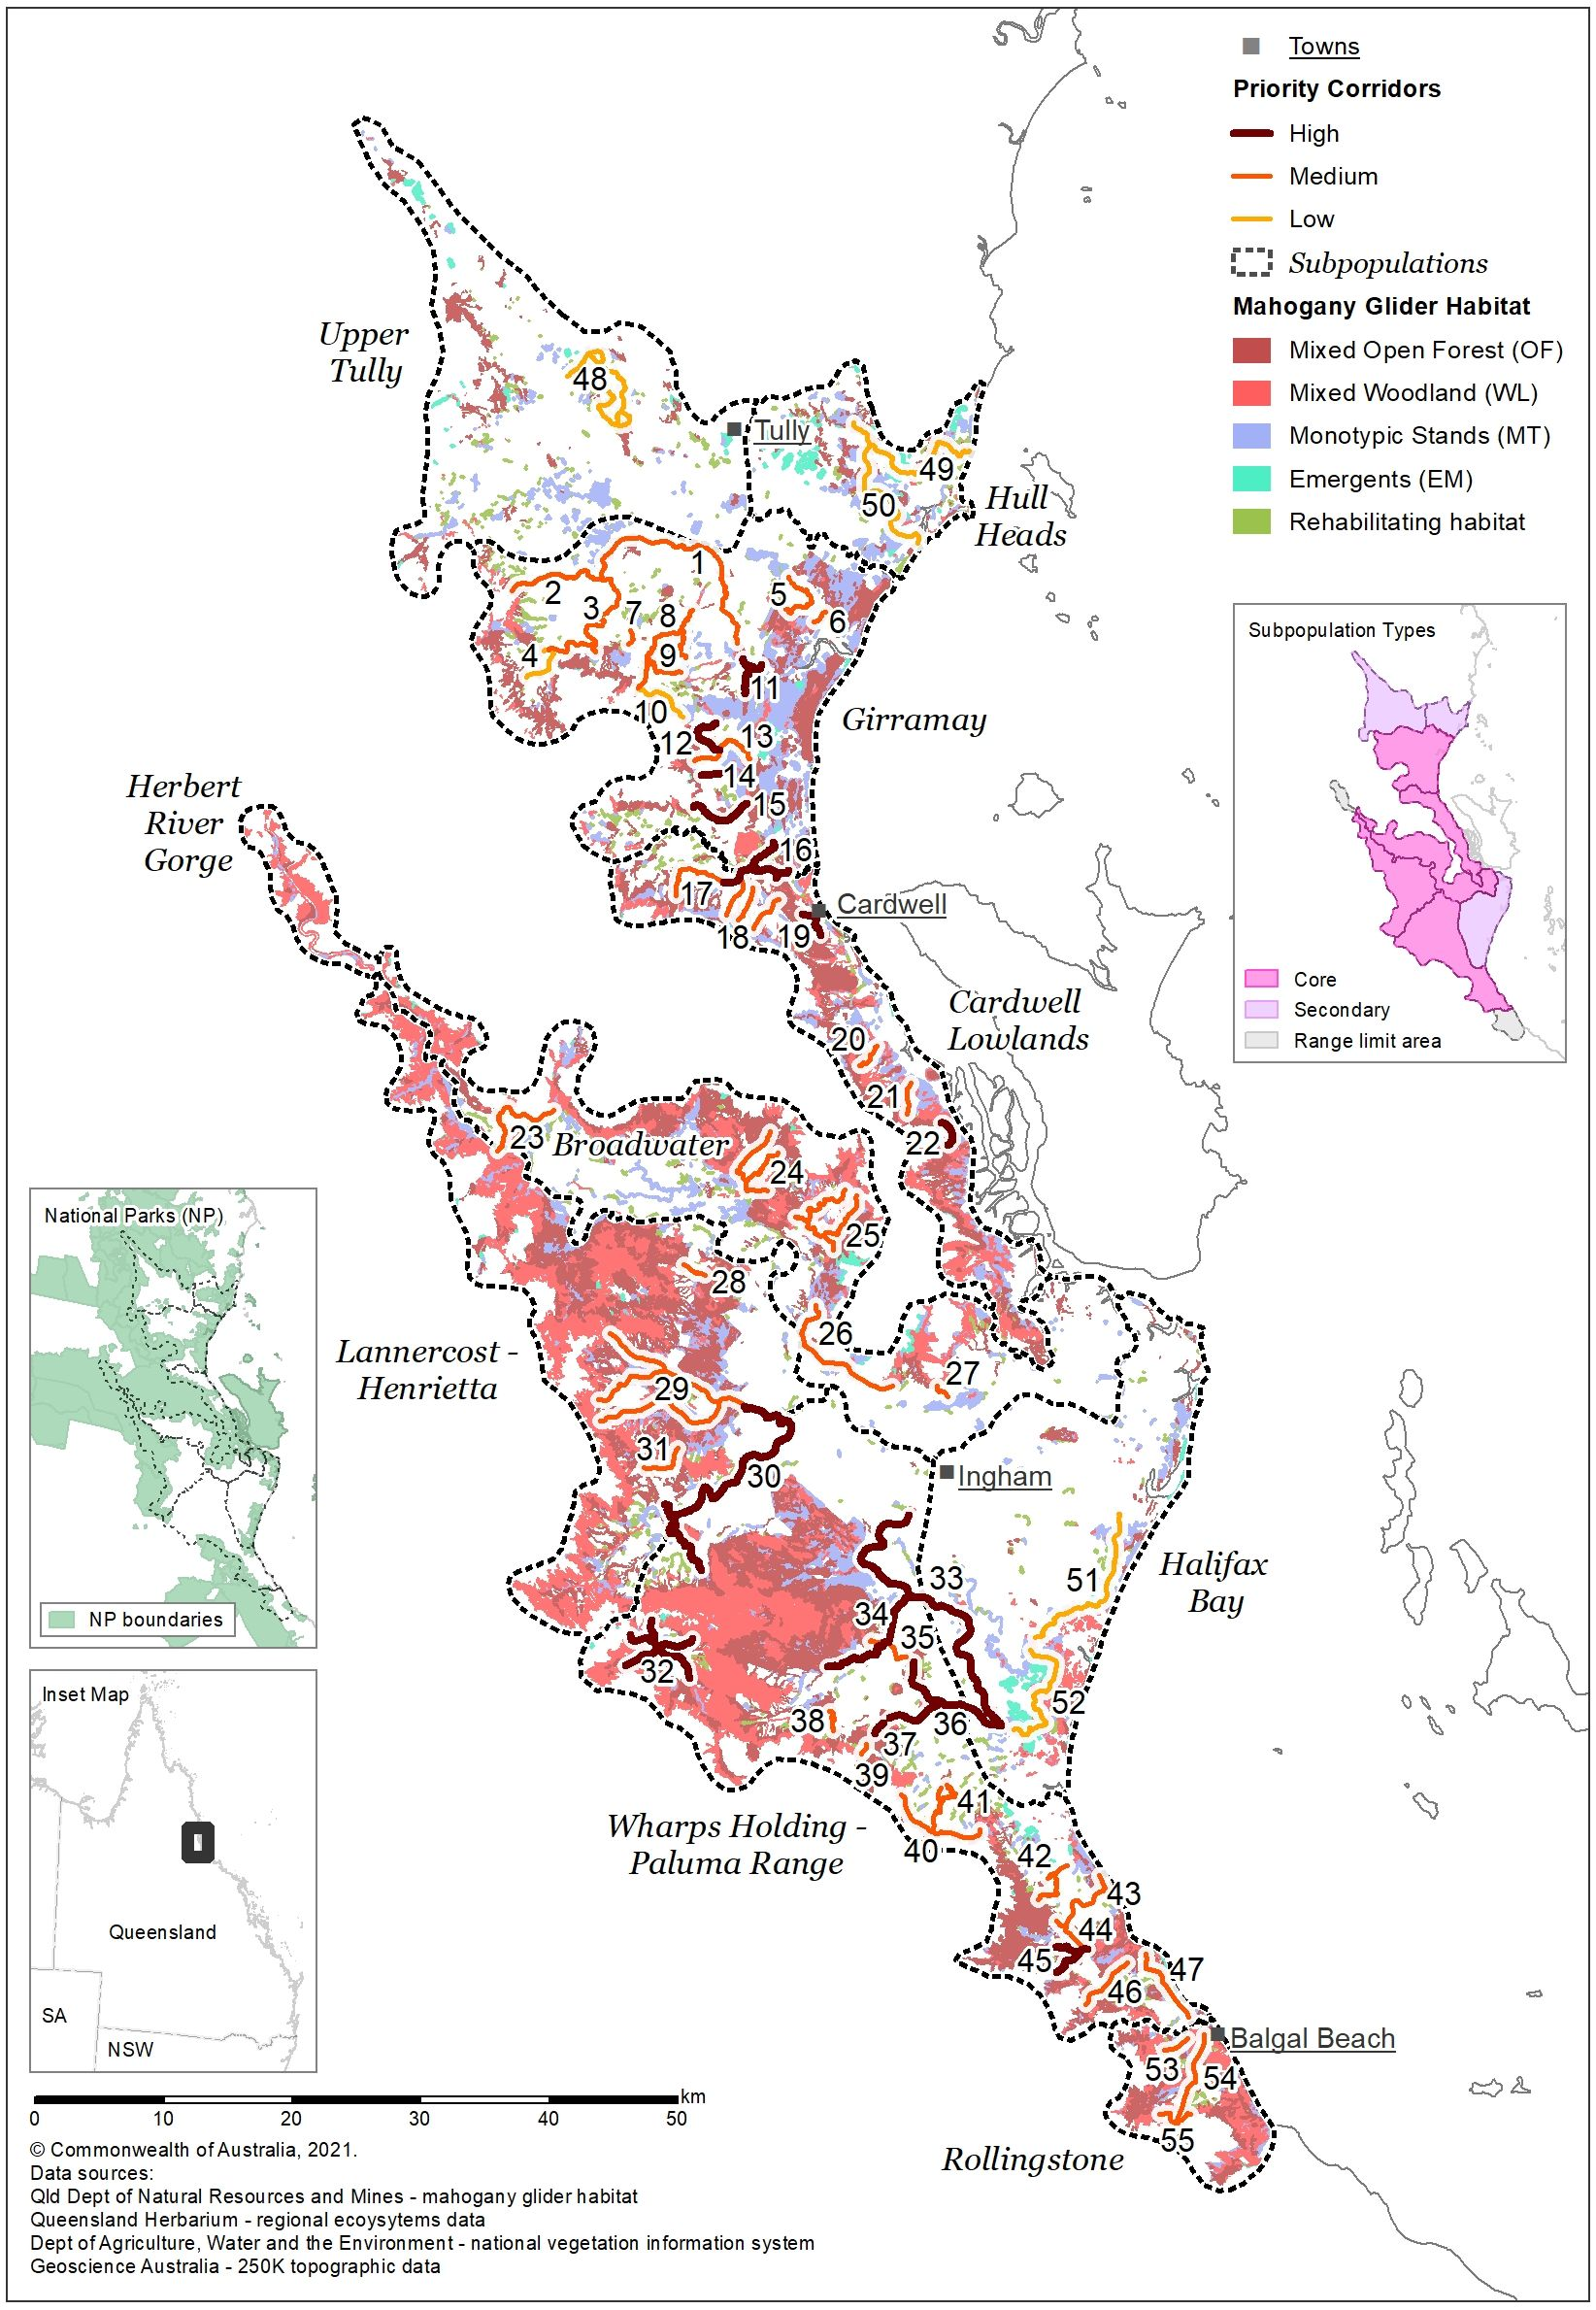 Towns
Priority Corridors
High
Medium
Low
Subpopulations
Mahogany Glider Habitat
Mixed Open Forest (OF)
Mixed Woodland (WL)
Monotypic Stands (MT)
Emergents (EM)
Rehabilitating habitat
Upper
Tully
48
Tully
49
50
Hull
Heads
1
2
3
7
8
5
6
4
9
11
10
Girramay
12
13
14
15
16
17
18
19
Cardwell
Herbert
River
Gorge
Cardwell
Lowlands
20
21
22
23
Broadwater
24
25
28
26
27
Lannercost -
Henrietta
29
31
30
Ingham
Halifax
Bay
33
51
34
35
32
52
38
36
37
39
Wharps Holding -
Paluma Range
41
40
42
43
44
45
47
46
Balgal Beach
53
54
55
Rollingstone
Subpopulation Types
Core
Secondary
Range limit area
National Parks (NP)
NP boundaries
Inset Map
Queensland
SA
NSW
km
0 10 20 30 40 50
© Commonwealth of Australia, 2021.
Data sources:
Qld Dept of Natural Resources and Mines - mahogany glider habitat
Queensland Herbarium - regional ecoysytems data
Dept of Agriculture, Water and the Environment - national vegetation information system
Geoscience Australia - 250K topographic data